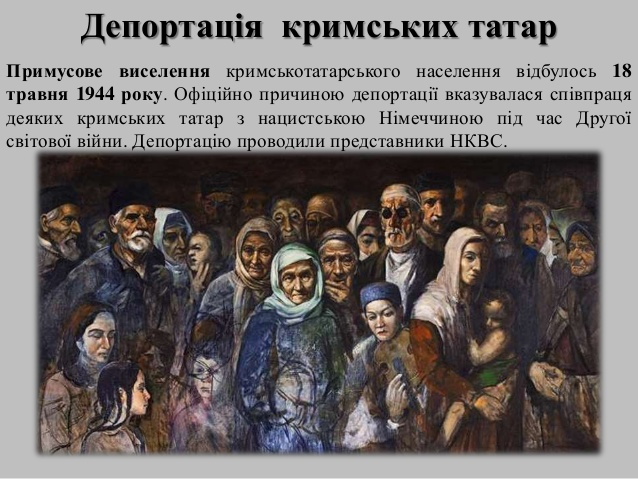 Депортація кримських татар
Примусове виселення кримськотатарського населення відбулось 18
травня 1944 року. Офіційно причиною депортації вказувалася співпраця
деяких кримських татар з нацистською Німеччиною під час Другої
світової війни. Депортацію проводили представники НКВС.